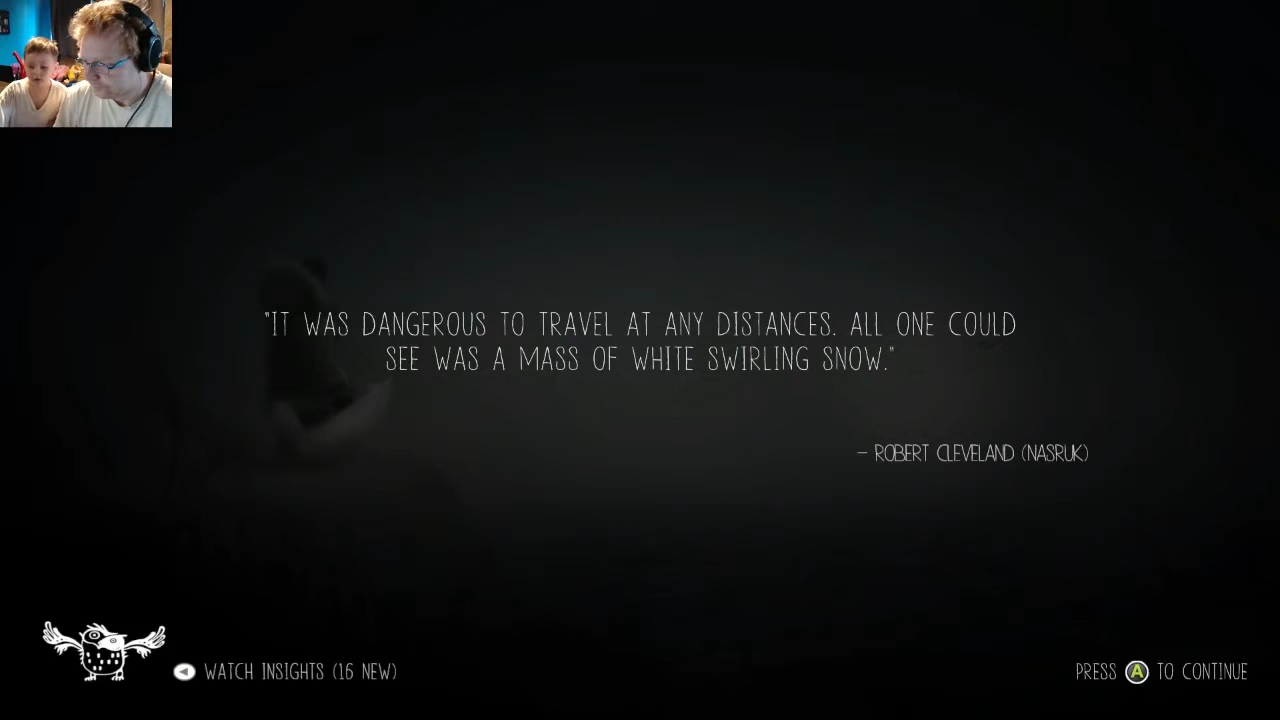 "IT WAS DANGEROUS TO TRAVEL AT ANY DISTANCES. ALL ONE COULD
SEE WAS A MASS OF WHITE SWIRLING SNOW."
– ROBERT CLEVELAND (NASRUK)
WATCH INSIGHTS (16 NEW)
PRESS A TO CONTINUE